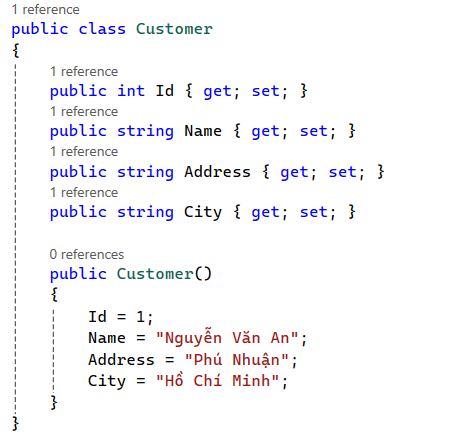 1 reference
public class Customer
{
1 reference
public int Id { get; set; }
1 reference
public string Name { get; set; }
1 reference
public string Address { get; set; }
1 reference
public string City { get; set; }
0 references
public Customer()
{
Id = 1;
Name = "Nguyễn Văn An";
Address = "Phú Nhuận";
City = "Hồ Chí Minh";
}
}